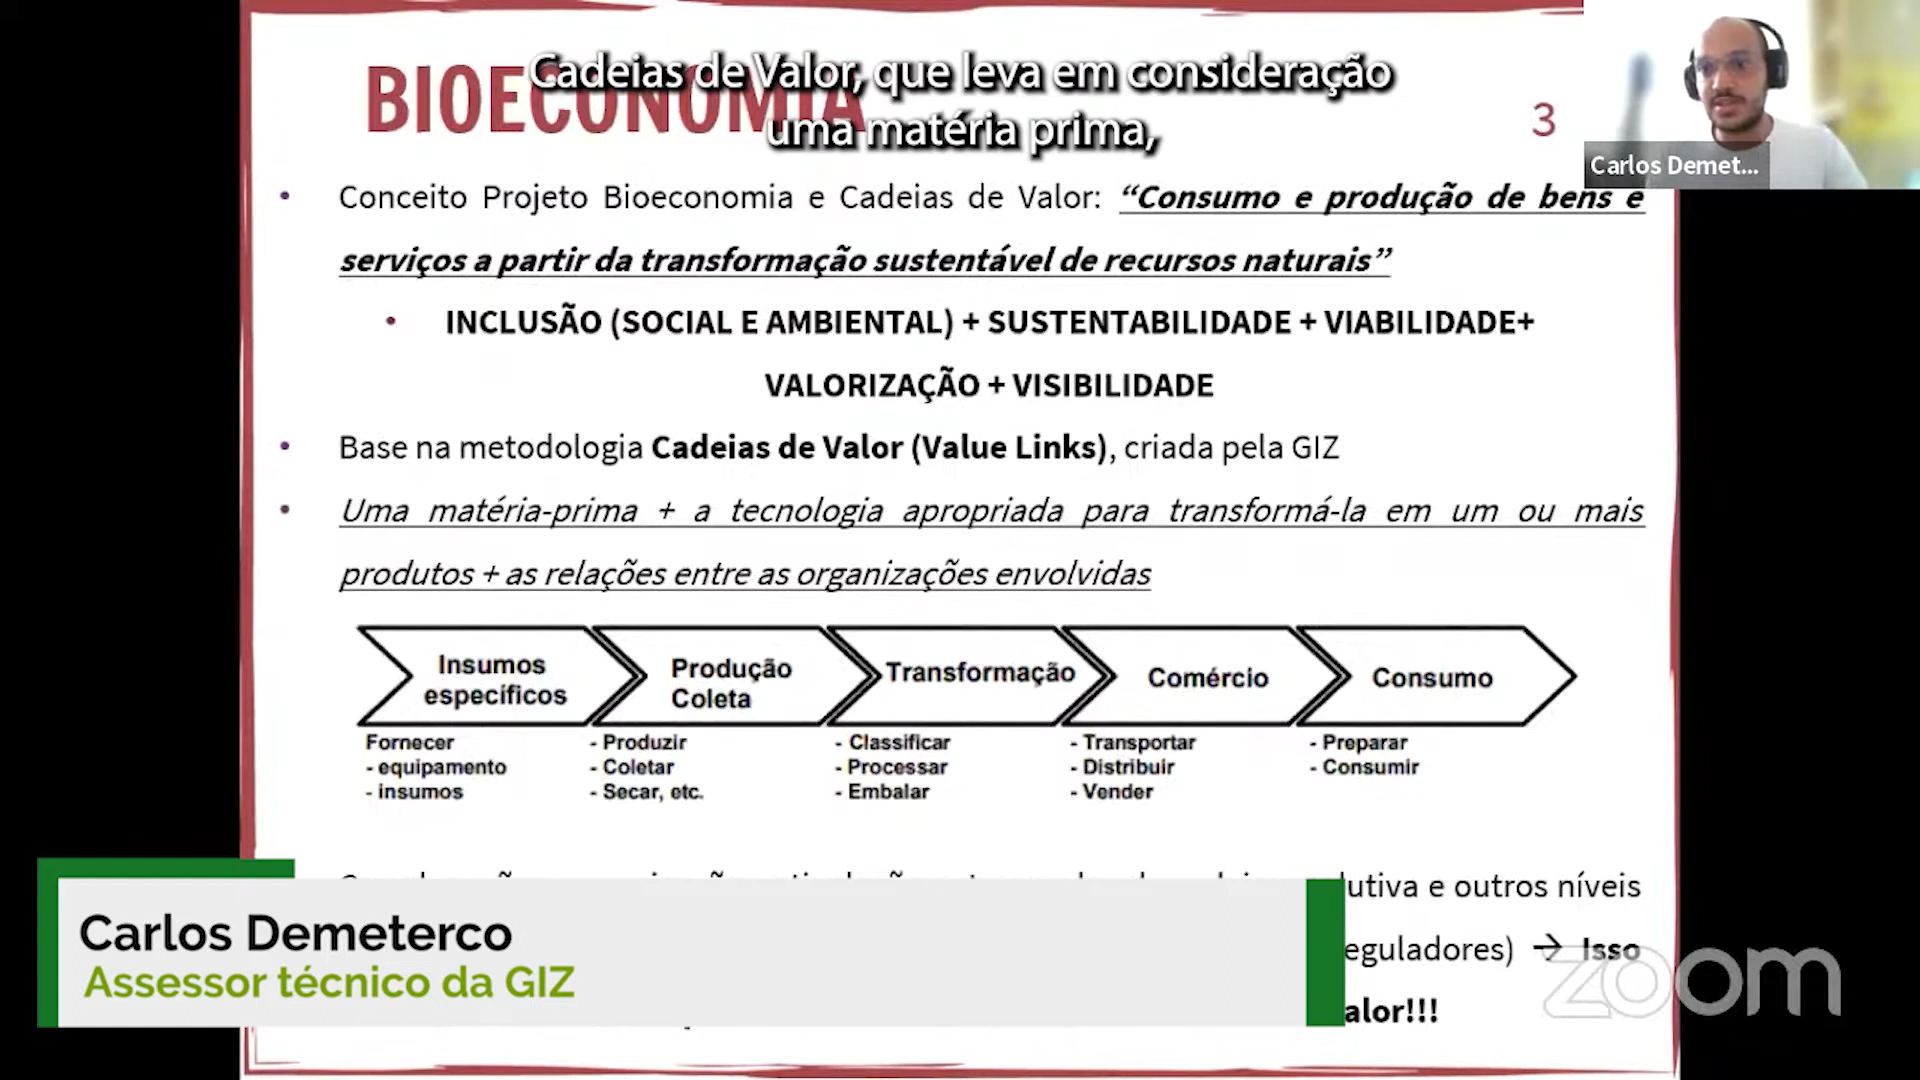 Cadeias de Valor, que leva em consideração
uma matéria prima,
BIOECONOMIA
3
Carlos Demet...
• Conceito Projeto Bioeconomia e Cadeias de Valor: “Consumo e produção de bens e
serviços a partir da transformação sustentável de recursos naturais”
• INCLUSÃO (SOCIAL E AMBIENTAL) + SUSTENTABILIDADE + VIABILIDADE+
VALORIZAÇÃO + VISIBILIDADE
• Base na metodologia Cadeias de Valor (Value Links), criada pela GIZ
• Uma matéria-prima + a tecnologia apropriada para transformá-la em um ou mais
produtos + as relações entre as organizações envolvidas
Insumos
específicos
Produção
Coleta
Transformação
Comércio
Consumo
Fornecer
- equipamento
- insumos
- Produzir
- Coletar
- Secar, etc.
- Classificar
- Processar
- Embalar
- Transportar
- Distribuir
- Vender
- Preparar
- Consumir
e outros níveis
→ Isso
Carlos Demeterco
Assessor técnico da GIZ
zoom